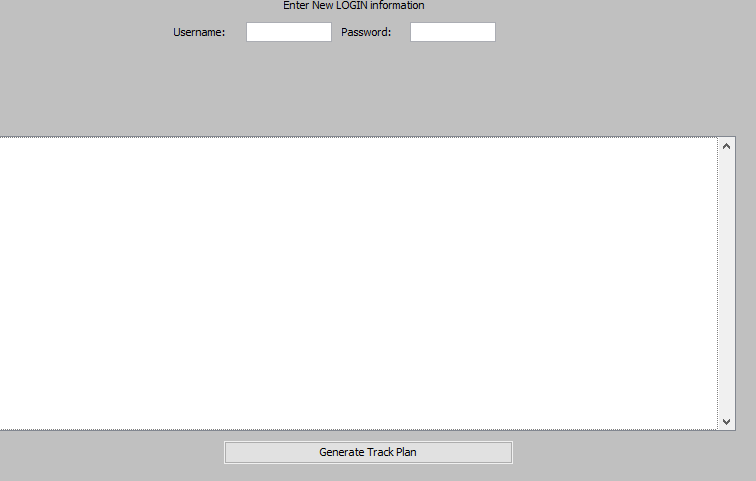 Enter New LOGIN information
Username: Password:
Generate Track Plan